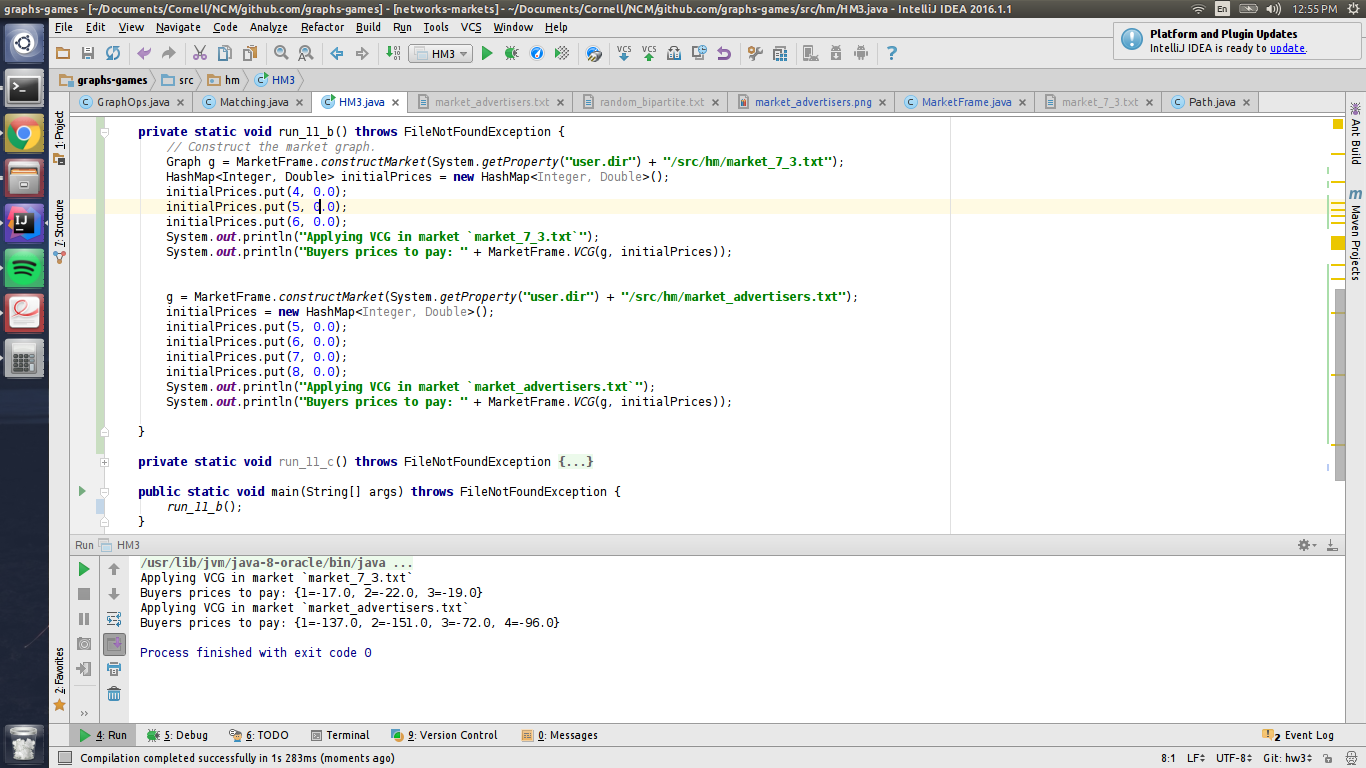 graphs-games - [~/Documents/Cornell/NCM/github.com/graphs-games] - [networks-markets] - ~/Documents/Cornell/NCM/github.com/graphs-games/src/hm/HM3.java - IntelliJ IDEA 2016.1.1
En 12:55 PM
File Edit View Navigate Code Analyze Refactor Build Run Tools VCS Window Help
Platform and Plugin Updates
IntelliJ IDEA is ready to update.
HM3
VCS VCS
graphs-games src hm HM3
GraphOps.java Matching.java HM3.java market_advertisers.txt random_bipartite.txt market_advertisers.png MarketFrame.java market_7_3.txt Path.java
1: Project
7: Structure
2: Favorites
Ant Build
Maven Projects
private static void run_11_b() throws FileNotFoundException {
// Construct the market graph.
Graph g = MarketFrame.constructMarket(System.getProperty("user.dir") + "/src/hm/market_7_3.txt");
HashMap<Integer, Double> initialPrices = new HashMap<Integer, Double>();
initialPrices.put(4, 0.0);
initialPrices.put(5, 0.0);
initialPrices.put(6, 0.0);
System.out.println("Applying VCG in market `market_7_3.txt`");
System.out.println("Buyers prices to pay: " + MarketFrame.VCG(g, initialPrices));
g = MarketFrame.constructMarket(System.getProperty("user.dir") + "/src/hm/market_advertisers.txt");
initialPrices = new HashMap<Integer, Double>();
initialPrices.put(5, 0.0);
initialPrices.put(6, 0.0);
initialPrices.put(7, 0.0);
initialPrices.put(8, 0.0);
System.out.println("Applying VCG in market `market_advertisers.txt`");
System.out.println("Buyers prices to pay: " + MarketFrame.VCG(g, initialPrices));
}
private static void run_11_c() throws FileNotFoundException {...}
public static void main(String[] args) throws FileNotFoundException {
run_11_b();
}
Run HM3
/usr/lib/jvm/java-8-oracle/bin/java ...
Applying VCG in market `market_7_3.txt`
Buyers prices to pay: {1=-17.0, 2=-22.0, 3=-19.0}
Applying VCG in market `market_advertisers.txt`
Buyers prices to pay: {1=-137.0, 2=-151.0, 3=-72.0, 4=-96.0}
Process finished with exit code 0
4: Run 5: Debug 6: TODO Terminal 9: Version Control 0: Messages 2 Event Log
Compilation completed successfully in 1s 283ms (moments ago) 8:1 LF UTF-8 Git: hw3